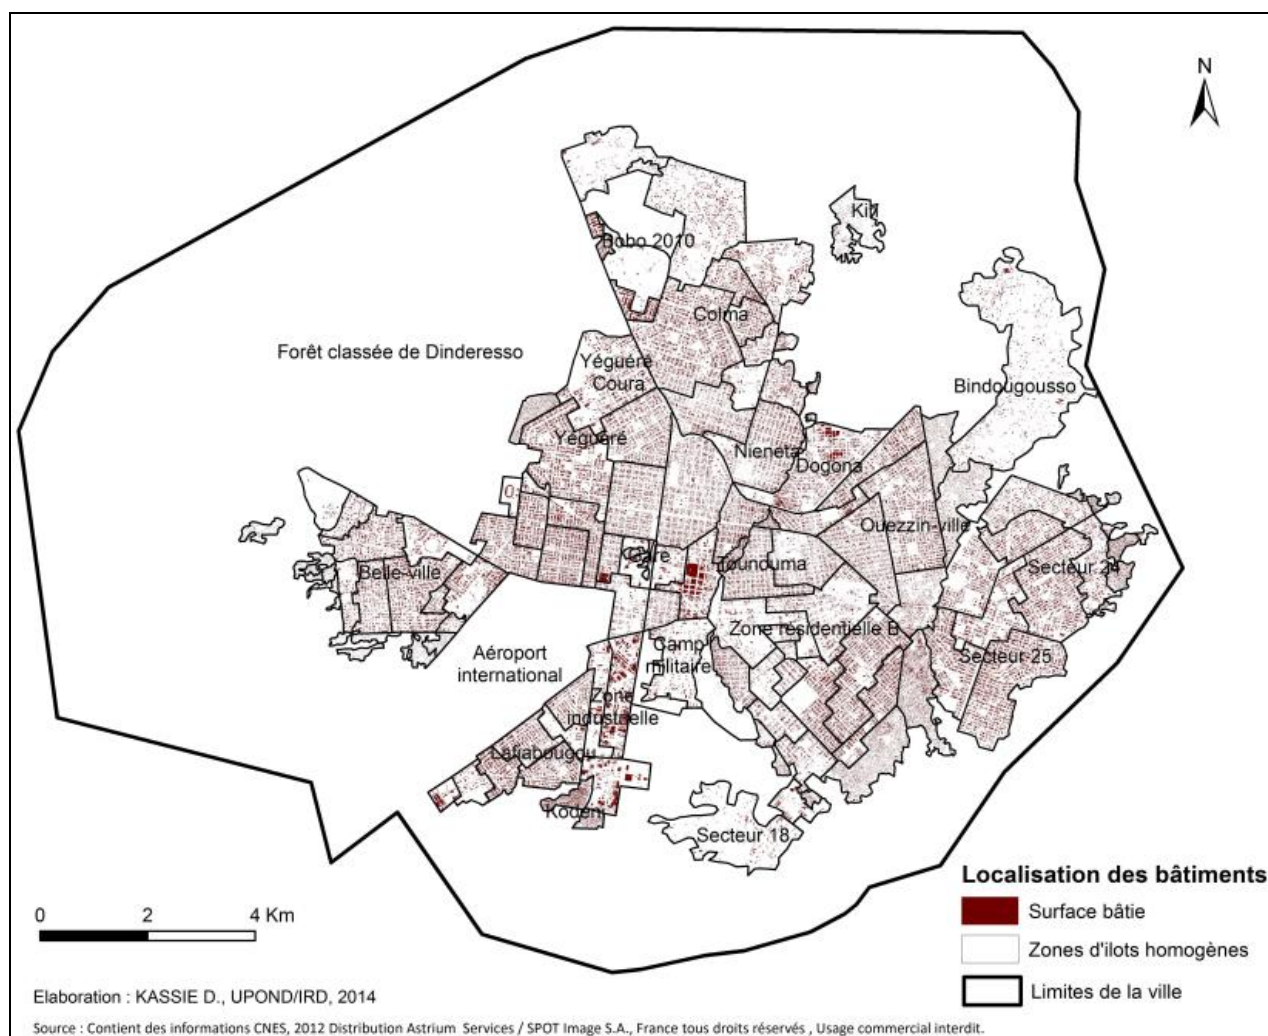 N
Kiri
Bobo 2010
Colma
Forêt classée de Dinderesso
Yéguéré
Coura
Bindougousso
Yéguéré
Nieneta
Dogona
Ouezzin-ville
Gare
Tounouma
Belle-ville
Secteur 24
Zone résidentielle B
Camp
militaire
Secteur 25
Aéroport
international
Zone
industrielle
Lafiabougou
Kodéni
Secteur 18
Localisation des bâtiments
Surface bâtie
Zones d'ilots homogènes
Limites de la ville
0 2 4 Km
Elaboration : KASSIE D., UPOND/IRD, 2014
Source : Contient des informations CNES, 2012 Distribution Astrium Services / SPOT Image S.A., France tous droits réservés , Usage commercial interdit.